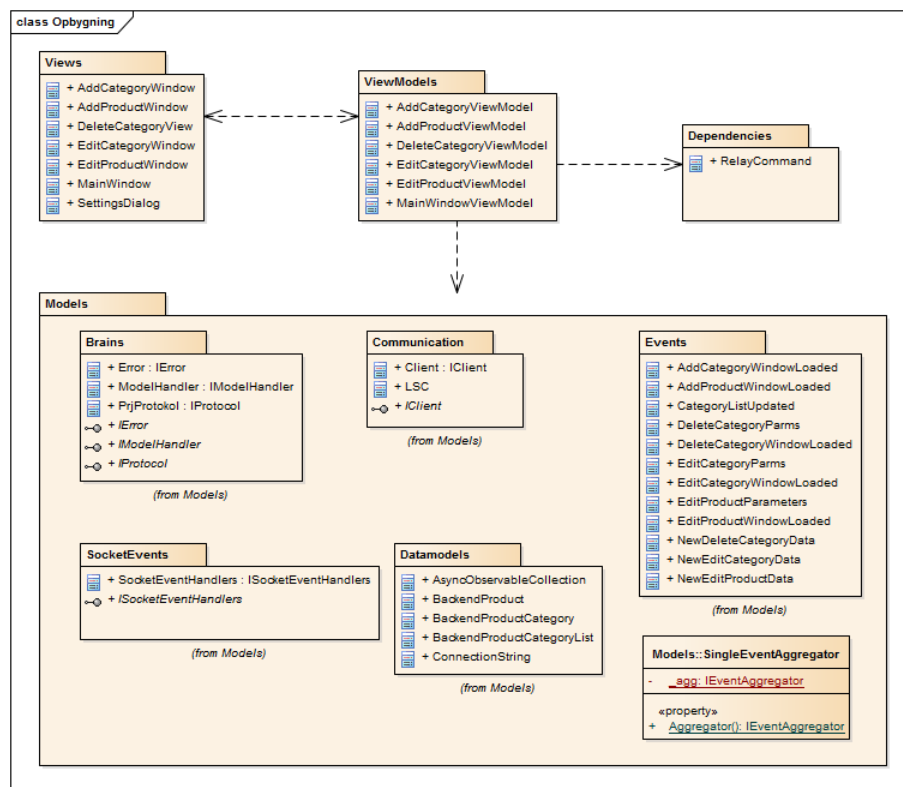 class Opbygning
Views
+ AddCategoryWindow
+ AddProductWindow
+ DeleteCategoryView
+ EditCategoryWindow
+ EditProductWindow
+ MainWindow
+ SettingsDialog
ViewModels
+ AddCategoryViewModel
+ AddProductViewModel
+ DeleteCategoryViewModel
+ EditCategoryViewModel
+ EditProductViewModel
+ MainWindowViewModel
Dependencies
+ RelayCommand
Models
Brains
+ Error : IError
+ ModelHandler : IModelHandler
+ PrjProtokol : IProtocol
+ IError
+ IModelHandler
+ IProtocol
(from Models)
Communication
+ Client : IClient
+ LSC
+ IClient
(from Models)
Events
+ AddCategoryWindowLoaded
+ AddProductWindowLoaded
+ CategoryListUpdated
+ DeleteCategoryParms
+ DeleteCategoryWindowLoaded
+ EditCategoryParms
+ EditCategoryWindowLoaded
+ EditProductParameters
+ EditProductWindowLoaded
+ NewDeleteCategoryData
+ NewEditCategoryData
+ NewEditProductData
(from Models)
SocketEvents
+ SocketEventHandlers : ISocketEventHandlers
+ ISocketEventHandlers
(from Models)
Datamodels
+ AsyncObservableCollection
+ BackendProduct
+ BackendProductCategory
+ BackendProductCategoryList
+ ConnectionString
(from Models)
Models::SingleEventAggregator
- _agg: IEventAggregator
«property»
+ Aggregator(): IEventAggregator